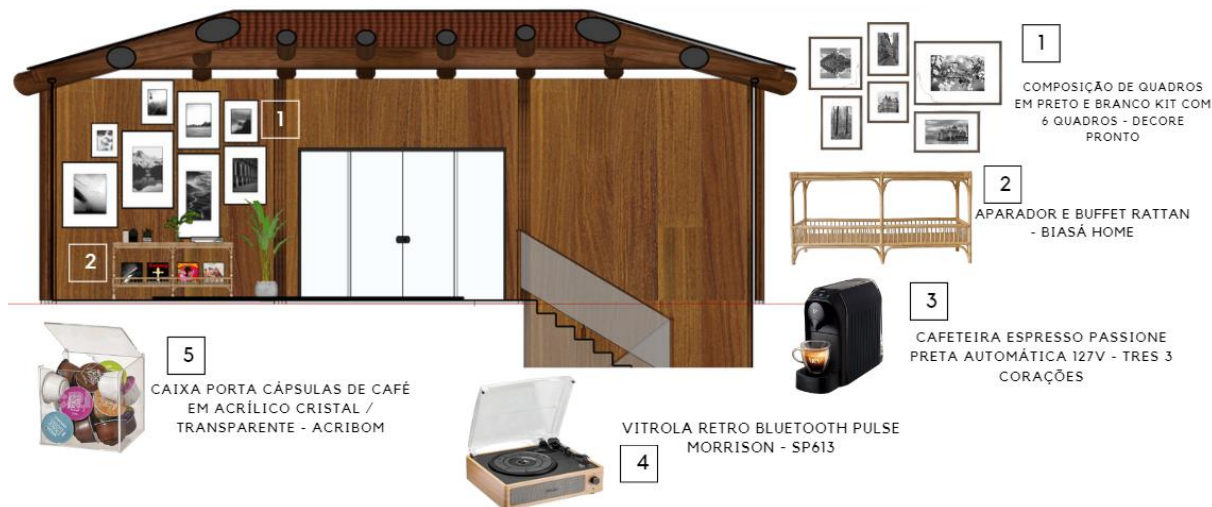 1
COMPOSIÇÃO DE QUADROS
EM PRETO E BRANCO KIT COM
6 QUADROS - DECORE
PRONTO
1
2
APARADOR E BUFFET RATTAN
- BIASÁ HOME
2
3
CAFETEIRA ESPRESSO PASSIONE
PRETA AUTOMÁTICA 127V - TRES 3
CORAÇÕES
5
CAIXA PORTA CÁPSULAS DE CAFÉ
EM ACRÍLICO CRISTAL /
TRANSPARENTE - ACRIBOM
VITROLA RETRO BLUETOOTH PULSE
MORRISON - SP613
4